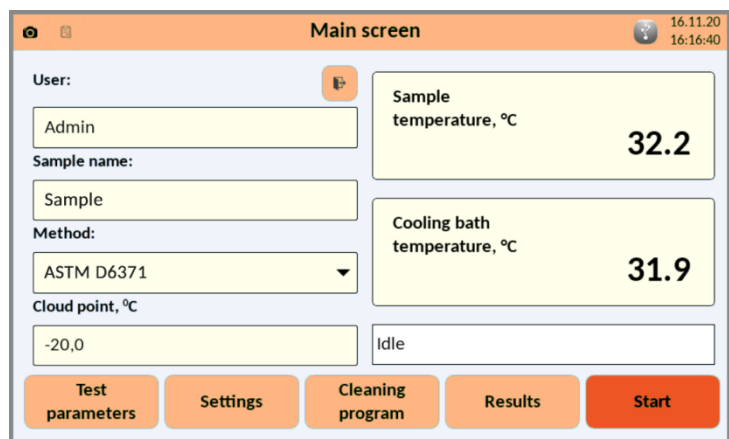 Main screen
16.11.20
16:16:40
User:
Admin
Sample name:
Sample
Method:
ASTM D6371
Cloud point, ⁰C
-20,0
Sample
temperature, °C
32.2
Cooling bath
temperature, °C
31.9
Idle
Test
parameters
Settings
Cleaning
program
Results
Start